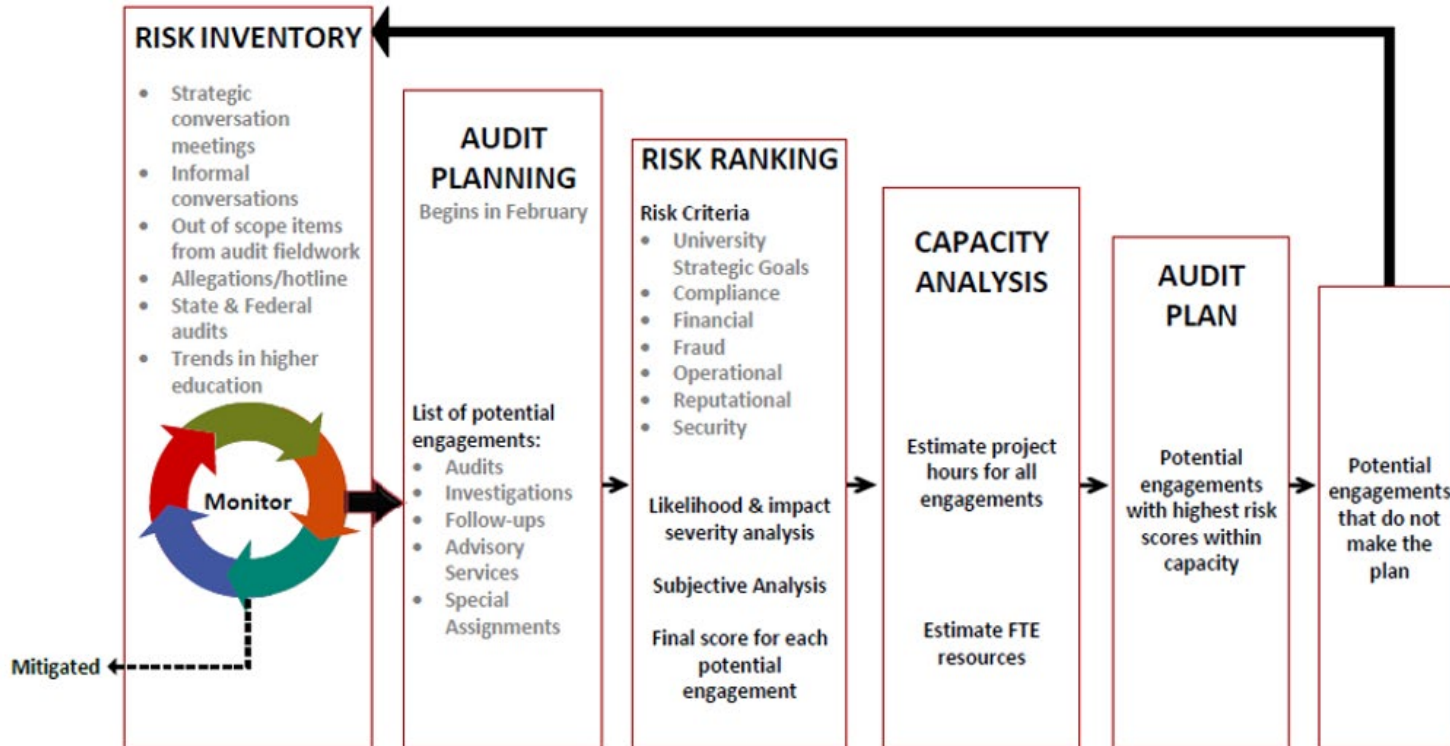 RISK INVENTORY
• Strategic
conversation
meetings
• Informal
conversations
• Out of scope items
from audit fieldwork
• Allegations/hotline
• State & Federal
audits
• Trends in higher
education
Monitor
Mitigated
AUDIT
PLANNING
Begins in February
List of potential
engagements:
• Audits
• Investigations
• Follow-ups
• Advisory
Services
• Special
Assignments
RISK RANKING
Risk Criteria
• University
Strategic Goals
• Compliance
• Financial
• Fraud
• Operational
• Reputational
• Security
Likelihood & impact
severity analysis
Subjective Analysis
Final score for each
potential
engagement
CAPACITY
ANALYSIS
Estimate project
hours for all
engagements
Estimate FTE
resources
AUDIT
PLAN
Potential
engagements
with highest risk
scores within
capacity
Potential
engagements
that do not
make the
plan